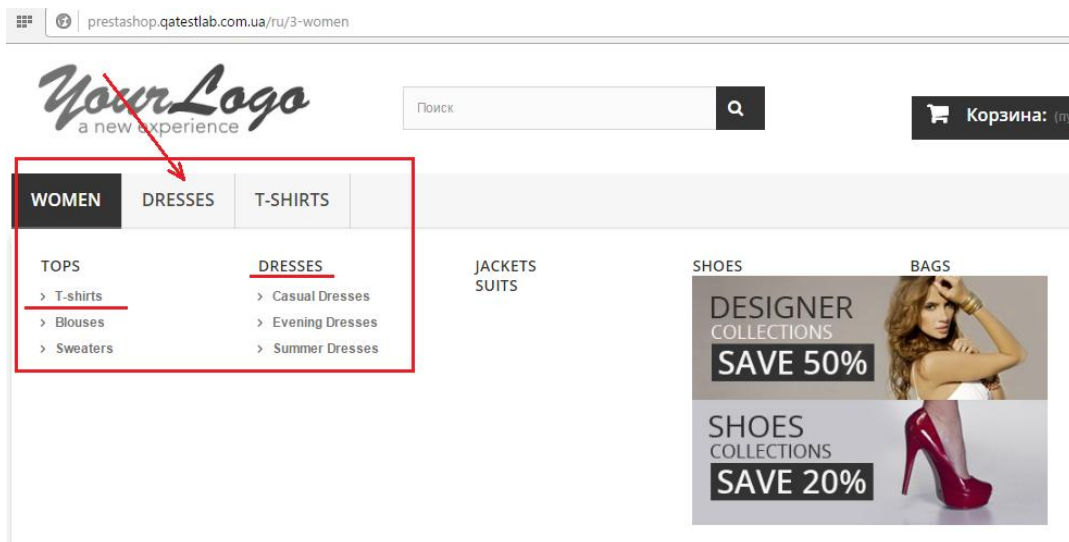 prestashop.qatestlab.com.ua/ru/3-women
YourLogo
a new experience
Поиск
Корзина:
WOMEN DRESSES T-SHIRTS
TOPS DRESSES JACKETS SHOES BAGS
SUITS
> T-shirts > Casual Dresses
> Blouses > Evening Dresses
> Sweaters > Summer Dresses
DESIGNER
COLLECTIONS
SAVE 50%
SHOES
COLLECTIONS
SAVE 20%